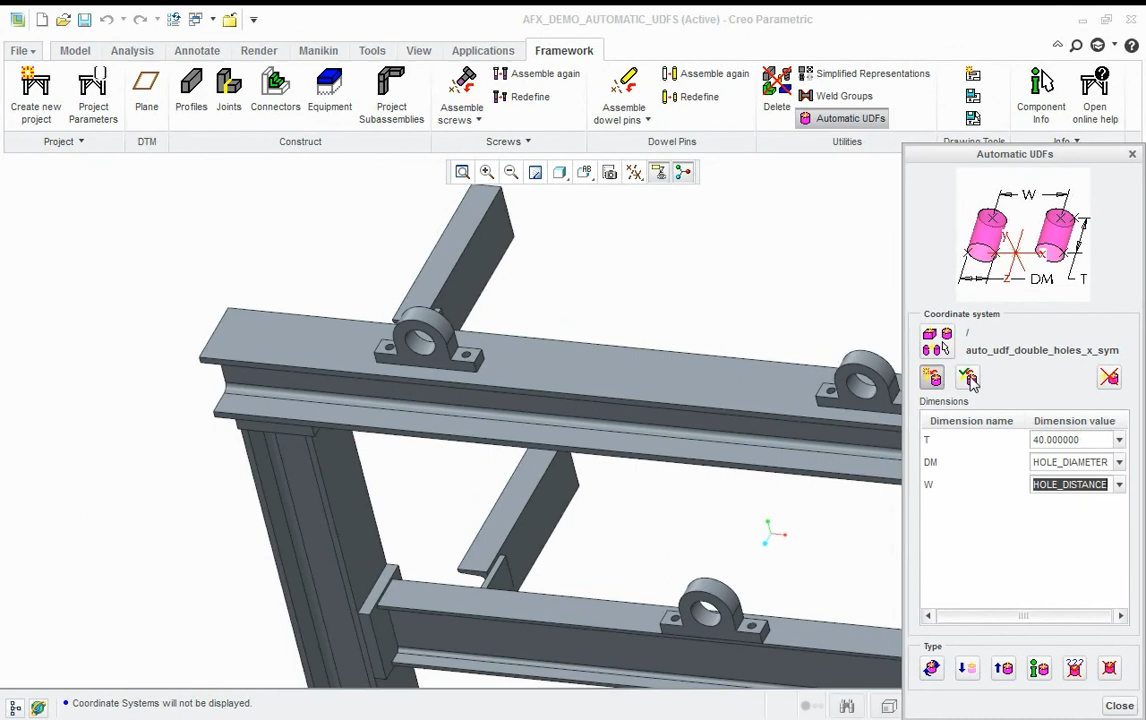 AFX_DEMO_AUTOMATIC_UDFS (Active) - Creo Parametric
File Model Analysis Annotate Render Manikin Tools View Applications Framework
Create new project
Project Parameters
Plane
Profiles
Joints
Connectors
Equipment
Project Subassemblies
Assemble screws
Assemble again
Redefine
Assemble dowel pins
Assemble again
Redefine
Delete
Simplified Representations
Weld Groups
Automatic UDFs
Component Info
Open online help
Project DTM Construct Screws Dowel Pins Utilities Drawing Tools Info
Automatic UDFs
W
y
x
z
DM
T
Coordinate system
/
auto_udf_double_holes_x_sym
Dimensions
Dimension name Dimension value
T 40.000000
DM HOLE_DIAMETER
W HOLE_DISTANCE
Type
???
Close
Coordinate Systems will not be displayed.